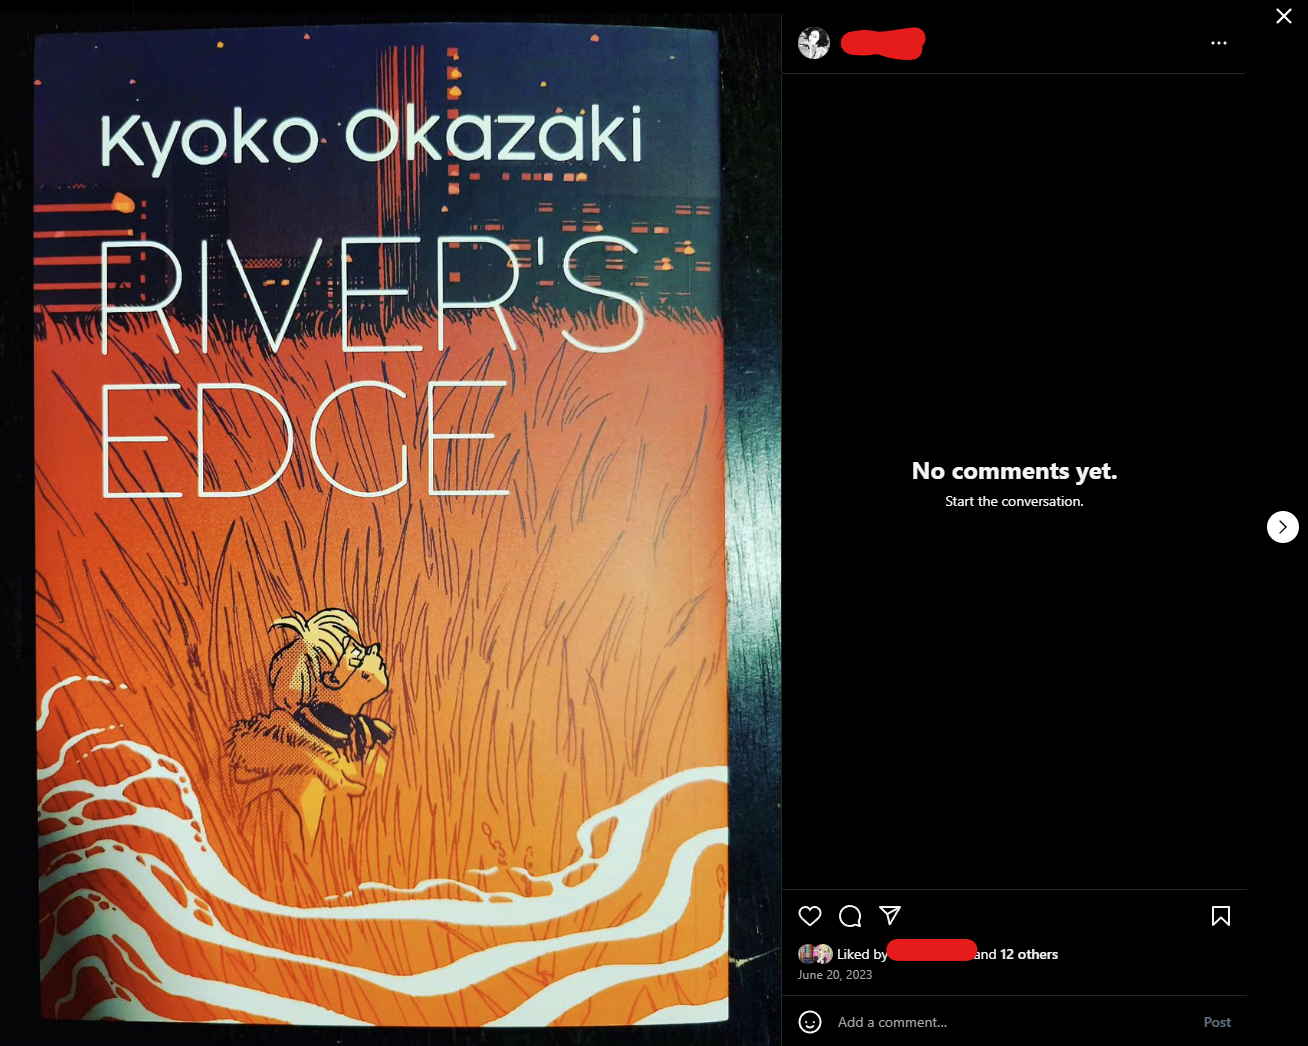 Kyoko Okazaki
RIVER'S
EDGE
No comments yet.
Start the conversation.
Liked by and 12 others
June 20, 2023
Add a comment...
Post